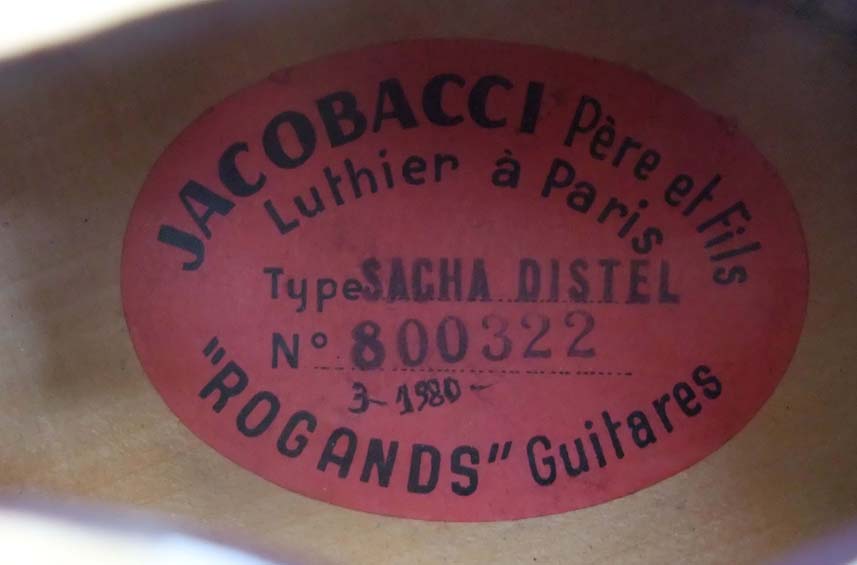 JACOBACCI Père et Fils
Luthier à Paris
Type SACHA DISTEL
N° 800322
3-1980-
"ROGANDS" Guitares